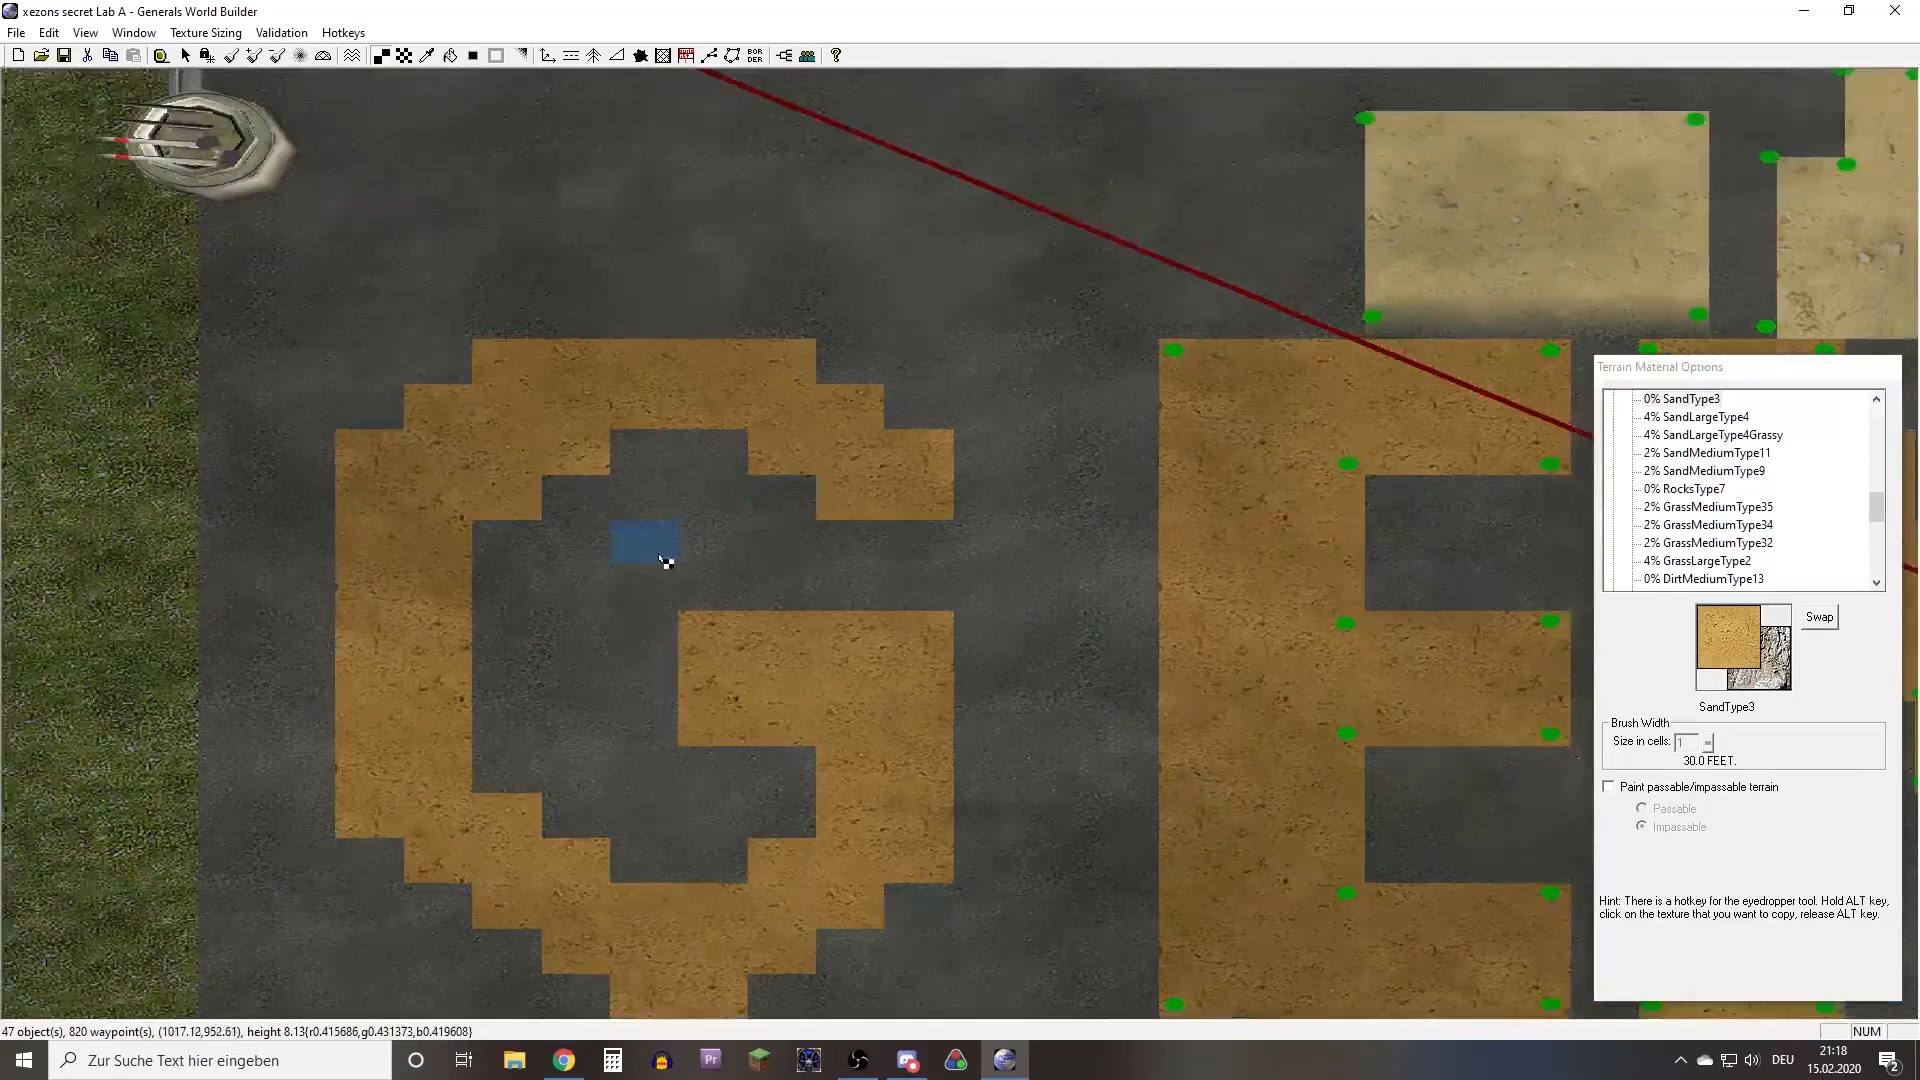 xezons secret Lab A - Generals World Builder
File Edit View Window Texture Sizing Validation Hotkeys
BOR
DER
Terrain Material Options
0% SandType3
4% SandLargeType4
4% SandLargeType4Grassy
2% SandMediumType11
2% SandMediumType9
0% RocksType7
2% GrassMediumType35
2% GrassMediumType34
2% GrassMediumType32
4% GrassLargeType2
0% DirtMediumType13
Swap
SandType3
Brush Width
Size in cells: 1
30.0 FEET.
Paint passable/impassable terrain
Passable
Impassable
Hint: There is a hotkey for the eyedropper tool. Hold ALT key,
click on the texture that you want to copy, release ALT key.
47 object(s), 820 waypoint(s), (1017.12,952.61), height 8.13{r0.415686,g0.431373,b0.419608}
NUM
Zur Suche Text hier eingeben
Pr
DEU
21:18
15.02.2020
2